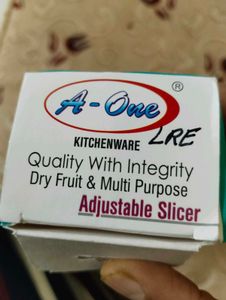 A-One ®
KITCHENWARE LRE
Quality With Integrity
Dry Fruit & Multi Purpose
Adjustable Slicer